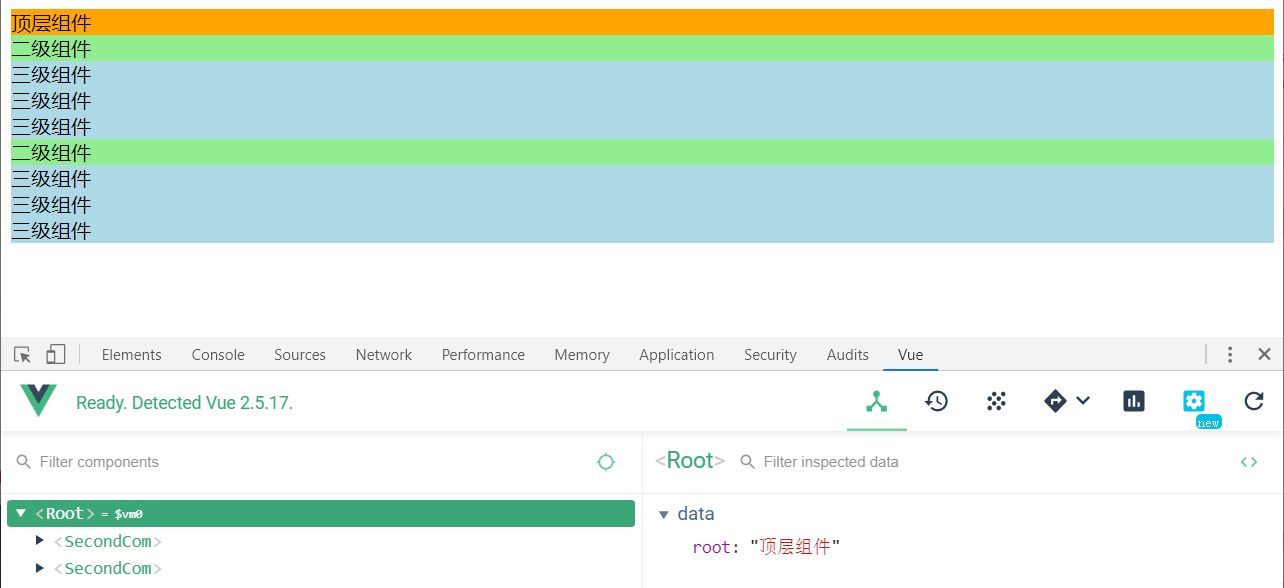 顶层组件
二级组件
三级组件
三级组件
三级组件
二级组件
三级组件
三级组件
三级组件
Elements Console Sources Network Performance Memory Application Security Audits Vue
Ready. Detected Vue 2.5.17.
new
Filter components
<Root> Filter inspected data
<Root> = $vm0
data
<SecondCom>
root: "顶层组件"
<SecondCom>